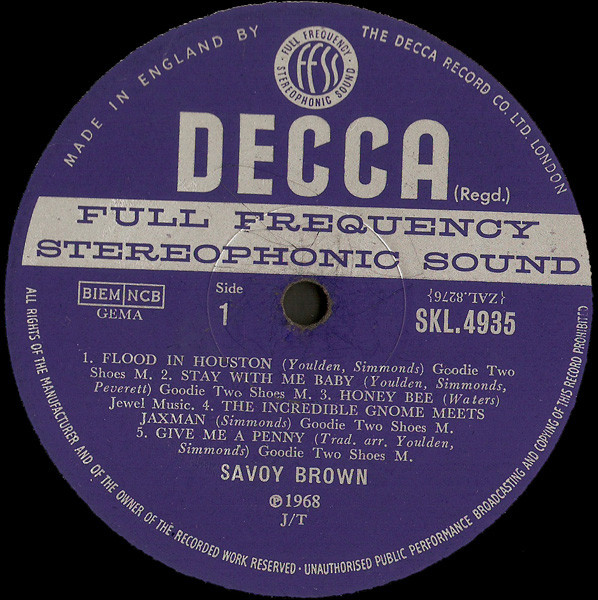 MADE IN ENGLAND BY THE DECCA RECORD CO. LTD. LONDON
· FULL FREQUENCY · STEREOPHONIC SOUND
FFSS
DECCA
(Regd.)
FULL FREQUENCY
STEREOPHONIC SOUND
BIEM NCB
GEMA
Side
1
{ZAL.8276}
SKL.4935
1. FLOOD IN HOUSTON (Youlden, Simmonds) Goodie Two
Shoes M. 2. STAY WITH ME BABY (Youlden, Simmonds,
Peverett) Goodie Two Shoes M. 3. HONEY BEE (Waters)
Jewel Music. 4. THE INCREDIBLE GNOME MEETS
JAXMAN (Simmonds) Goodie Two Shoes M.
5. GIVE ME A PENNY (Trad. arr. Youlden,
Simmonds) Goodie Two Shoes M.
SAVOY BROWN
℗1968
J/T
ALL RIGHTS OF THE MANUFACTURER AND OF THE OWNER OF THE RECORDED WORK RESERVED · UNAUTHORISED PUBLIC PERFORMANCE BROADCASTING AND COPYING OF THIS RECORD PROHIBITED